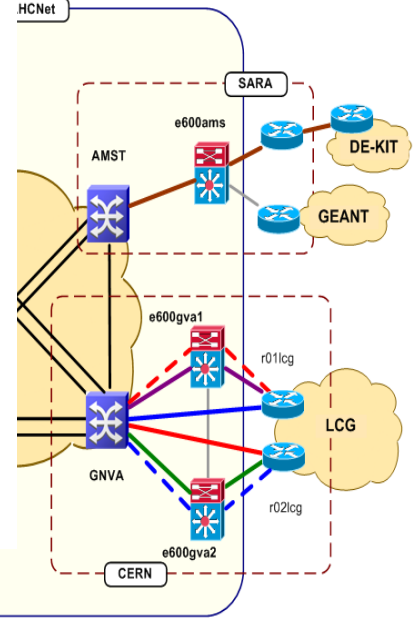 HCNet
SARA
e600ams
AMST
DE-KIT
GEANT
e600gva1
r01lcg
LCG
GNVA
r02lcg
e600gva2
CERN